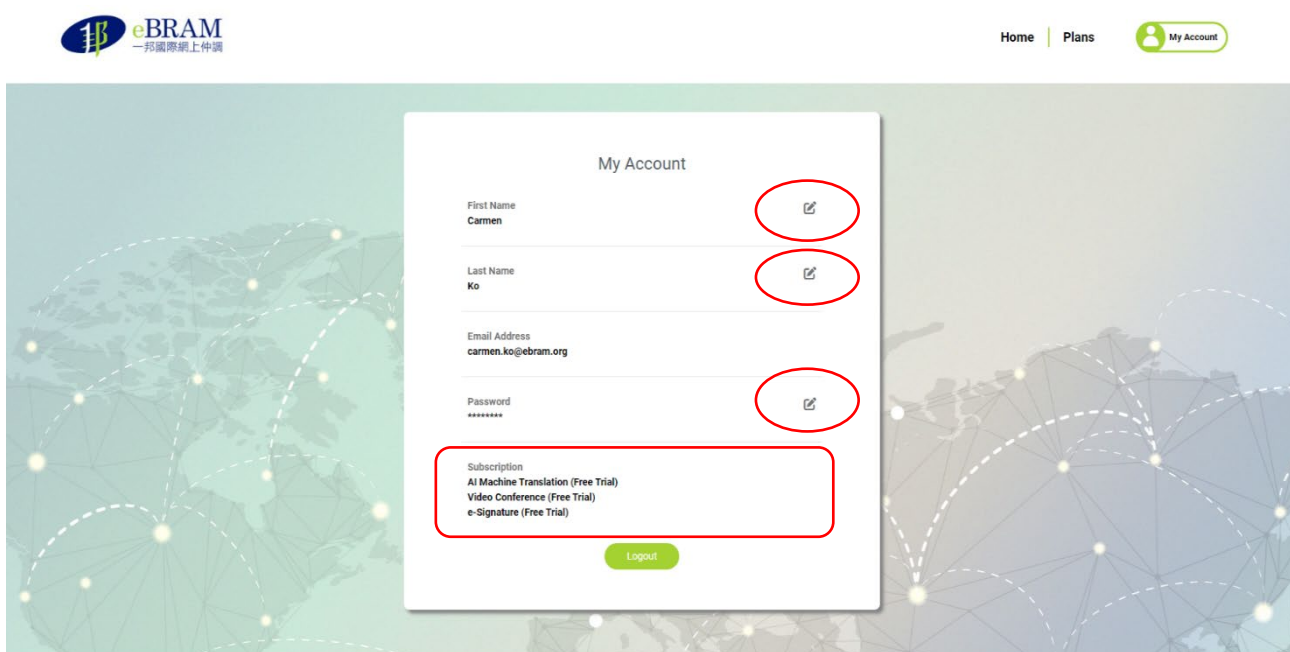 邦 eBRAM
一邦國際網上仲調
Home Plans My Account
My Account
First Name
Carmen
Last Name
Ko
Email Address
carmen.ko@ebram.org
Password
********
Subscription
AI Machine Translation (Free Trial)
Video Conference (Free Trial)
e-Signature (Free Trial)
Logout